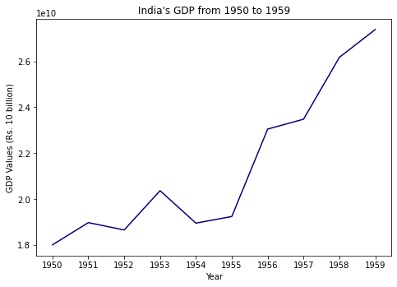 India's GDP from 1950 to 1959
1e10
GDP Values (Rs. 10 billion)
2.6
2.4
2.2
2.0
1.8
1950 1951 1952 1953 1954 1955 1956 1957 1958 1959
Year